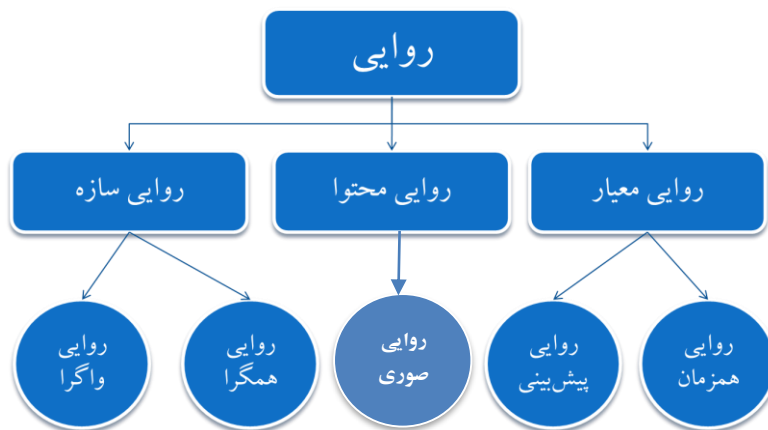 روایی
روایی معیار
روایی محتوا
روایی سازه
روایی
همزمان
روایی
پیش‌بینی
روایی
صوری
روایی
همگرا
روایی
واگرا